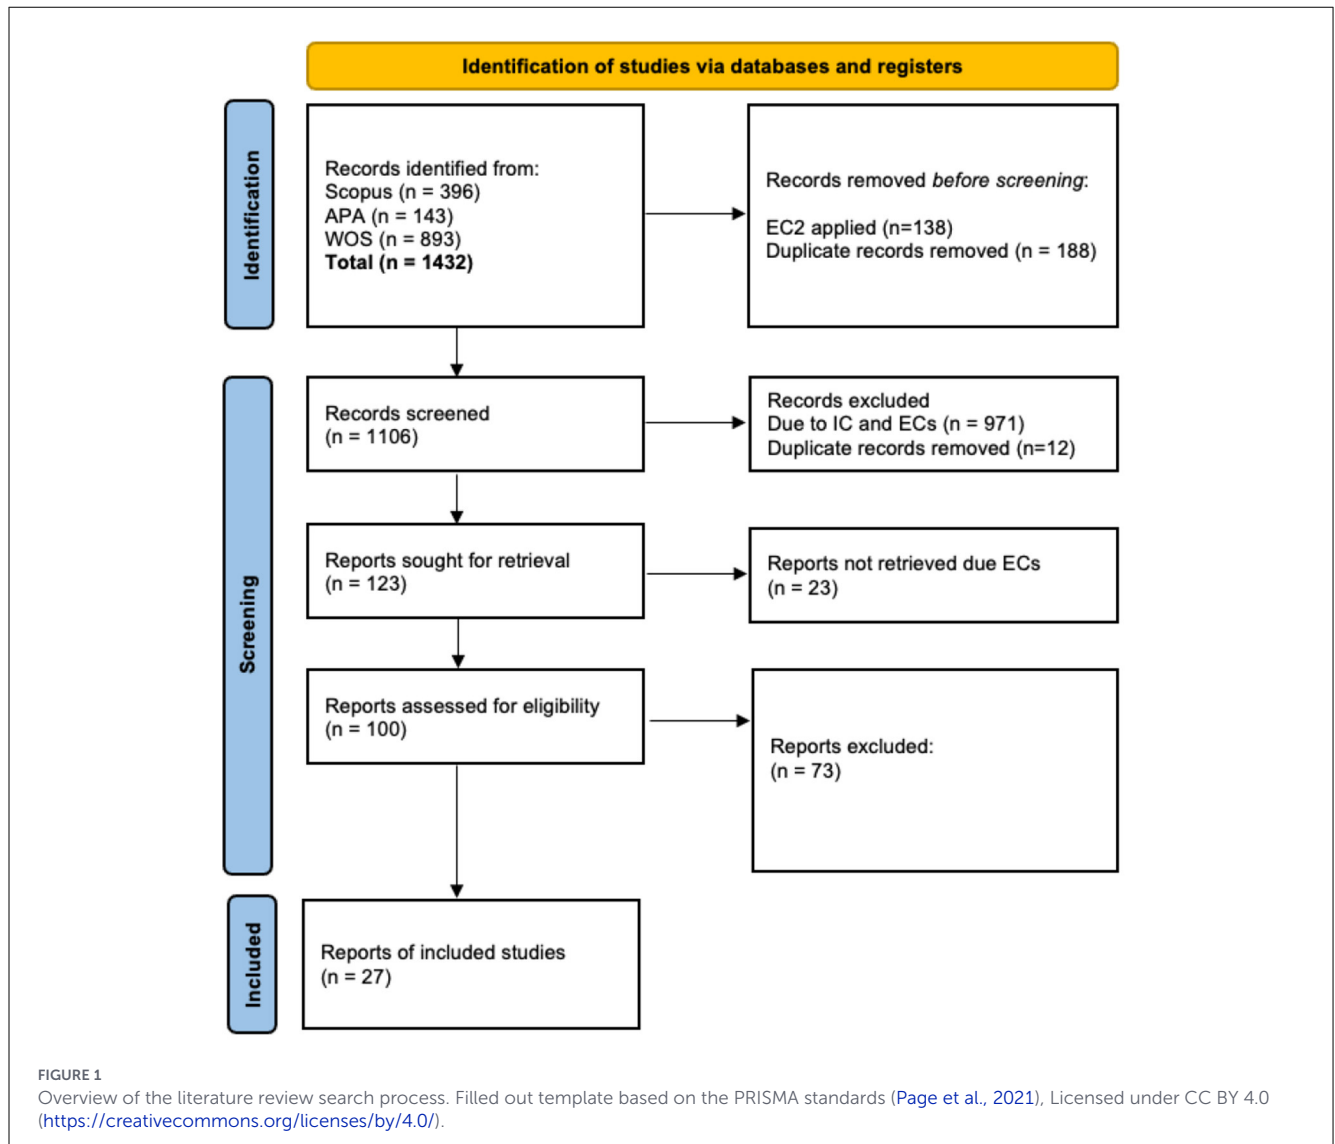 Identification of studies via databases and registers
Identification
Records identified from:
Scopus (n = 396)
APA (n = 143)
WOS (n = 893)
Total (n = 1432)
Records removed before screening:
EC2 applied (n=138)
Duplicate records removed (n = 188)
Screening
Records screened
(n = 1106)
Records excluded
Due to IC and ECs (n = 971)
Duplicate records removed (n=12)
Reports sought for retrieval
(n = 123)
Reports not retrieved due ECs
(n = 23)
Reports assessed for eligibility
(n = 100)
Reports excluded:
(n = 73)
Included
Reports of included studies
(n = 27)
FIGURE 1
Overview of the literature review search process. Filled out template based on the PRISMA standards (Page et al., 2021), Licensed under CC BY 4.0
(https://creativecommons.org/licenses/by/4.0/).